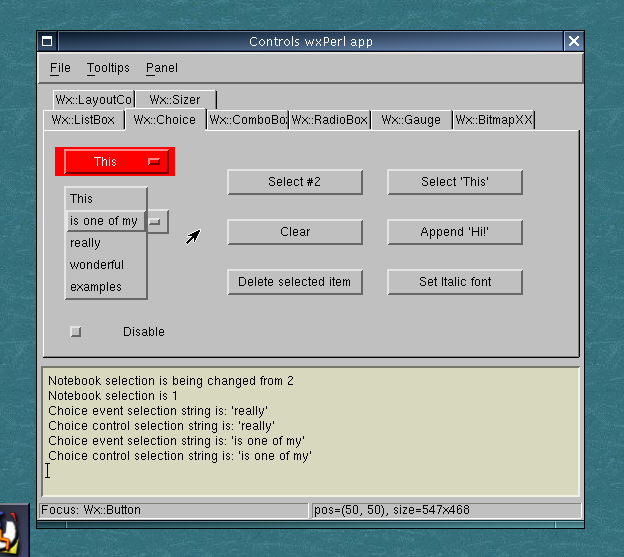 Controls wxPerl app
File Tooltips Panel
Wx::LayoutCo Wx::Sizer
Wx::ListBox Wx::Choice Wx::ComboBo Wx::RadioBox Wx::Gauge Wx::BitmapXX
This
This
is one of my
really
wonderful
examples
Select #2 Select 'This'
Clear Append 'Hi!'
Delete selected item Set Italic font
Disable
Notebook selection is being changed from 2
Notebook selection is 1
Choice event selection string is: 'really'
Choice control selection string is: 'really'
Choice event selection string is: 'is one of my'
Choice control selection string is: 'is one of my'
Focus: Wx::Button pos=(50, 50), size=547x468